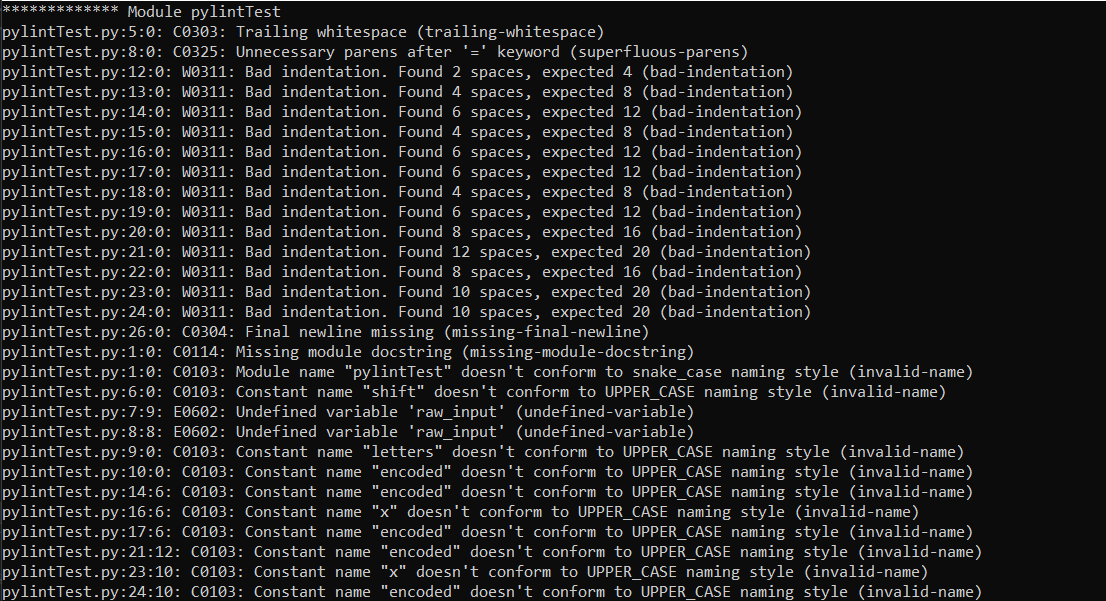 ************* Module pylintTest
pylintTest.py:5:0: C0303: Trailing whitespace (trailing-whitespace)
pylintTest.py:8:0: C0325: Unnecessary parens after '=' keyword (superfluous-parens)
pylintTest.py:12:0: W0311: Bad indentation. Found 2 spaces, expected 4 (bad-indentation)
pylintTest.py:13:0: W0311: Bad indentation. Found 4 spaces, expected 8 (bad-indentation)
pylintTest.py:14:0: W0311: Bad indentation. Found 6 spaces, expected 12 (bad-indentation)
pylintTest.py:15:0: W0311: Bad indentation. Found 4 spaces, expected 8 (bad-indentation)
pylintTest.py:16:0: W0311: Bad indentation. Found 6 spaces, expected 12 (bad-indentation)
pylintTest.py:17:0: W0311: Bad indentation. Found 6 spaces, expected 12 (bad-indentation)
pylintTest.py:18:0: W0311: Bad indentation. Found 4 spaces, expected 8 (bad-indentation)
pylintTest.py:19:0: W0311: Bad indentation. Found 6 spaces, expected 12 (bad-indentation)
pylintTest.py:20:0: W0311: Bad indentation. Found 8 spaces, expected 16 (bad-indentation)
pylintTest.py:21:0: W0311: Bad indentation. Found 12 spaces, expected 20 (bad-indentation)
pylintTest.py:22:0: W0311: Bad indentation. Found 8 spaces, expected 16 (bad-indentation)
pylintTest.py:23:0: W0311: Bad indentation. Found 10 spaces, expected 20 (bad-indentation)
pylintTest.py:24:0: W0311: Bad indentation. Found 10 spaces, expected 20 (bad-indentation)
pylintTest.py:26:0: C0304: Final newline missing (missing-final-newline)
pylintTest.py:1:0: C0114: Missing module docstring (missing-module-docstring)
pylintTest.py:1:0: C0103: Module name "pylintTest" doesn't conform to snake_case naming style (invalid-name)
pylintTest.py:6:0: C0103: Constant name "shift" doesn't conform to UPPER_CASE naming style (invalid-name)
pylintTest.py:7:9: E0602: Undefined variable 'raw_input' (undefined-variable)
pylintTest.py:8:8: E0602: Undefined variable 'raw_input' (undefined-variable)
pylintTest.py:9:0: C0103: Constant name "letters" doesn't conform to UPPER_CASE naming style (invalid-name)
pylintTest.py:10:0: C0103: Constant name "encoded" doesn't conform to UPPER_CASE naming style (invalid-name)
pylintTest.py:14:6: C0103: Constant name "encoded" doesn't conform to UPPER_CASE naming style (invalid-name)
pylintTest.py:16:6: C0103: Constant name "x" doesn't conform to UPPER_CASE naming style (invalid-name)
pylintTest.py:17:6: C0103: Constant name "encoded" doesn't conform to UPPER_CASE naming style (invalid-name)
pylintTest.py:21:12: C0103: Constant name "encoded" doesn't conform to UPPER_CASE naming style (invalid-name)
pylintTest.py:23:10: C0103: Constant name "x" doesn't conform to UPPER_CASE naming style (invalid-name)
pylintTest.py:24:10: C0103: Constant name "encoded" doesn't conform to UPPER_CASE naming style (invalid-name)